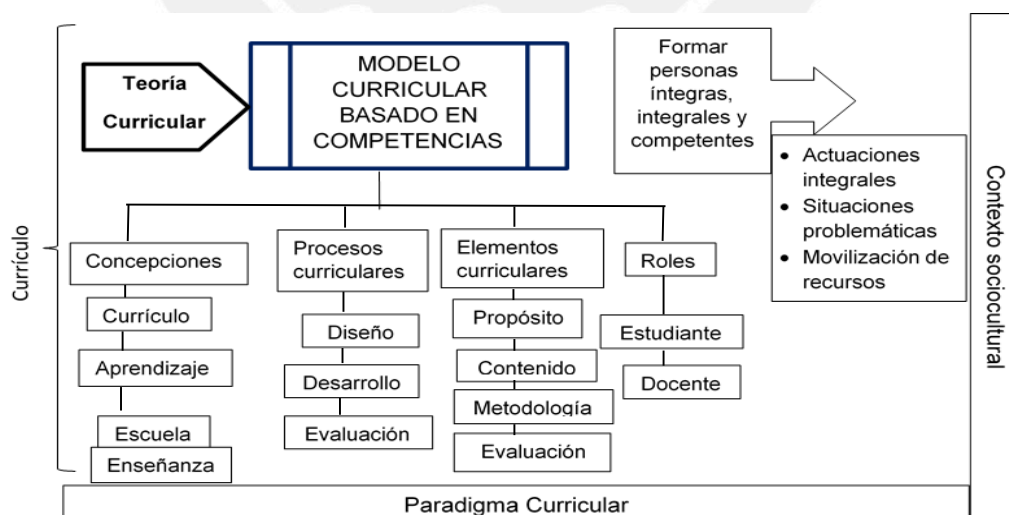 Teoría
Curricular
MODELO
CURRICULAR
BASADO EN
COMPETENCIAS
Formar
personas
íntegras,
integrales y
competentes
• Actuaciones
integrales
• Situaciones
problemáticas
• Movilización de
recursos
Currículo
Concepciones
Currículo
Aprendizaje
Escuela
Enseñanza
Procesos
curriculares
Diseño
Desarrollo
Evaluación
Elementos
curriculares
Propósito
Contenido
Metodología
Evaluación
Roles
Estudiante
Docente
Contexto sociocultural
Paradigma Curricular